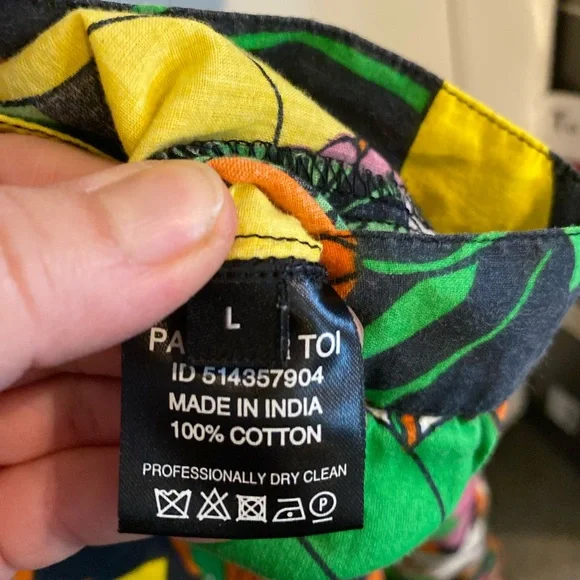 L
TOI
ID 514357904
MADE IN INDIA
100% COTTON
PROFESSIONALLY DRY CLEAN
P